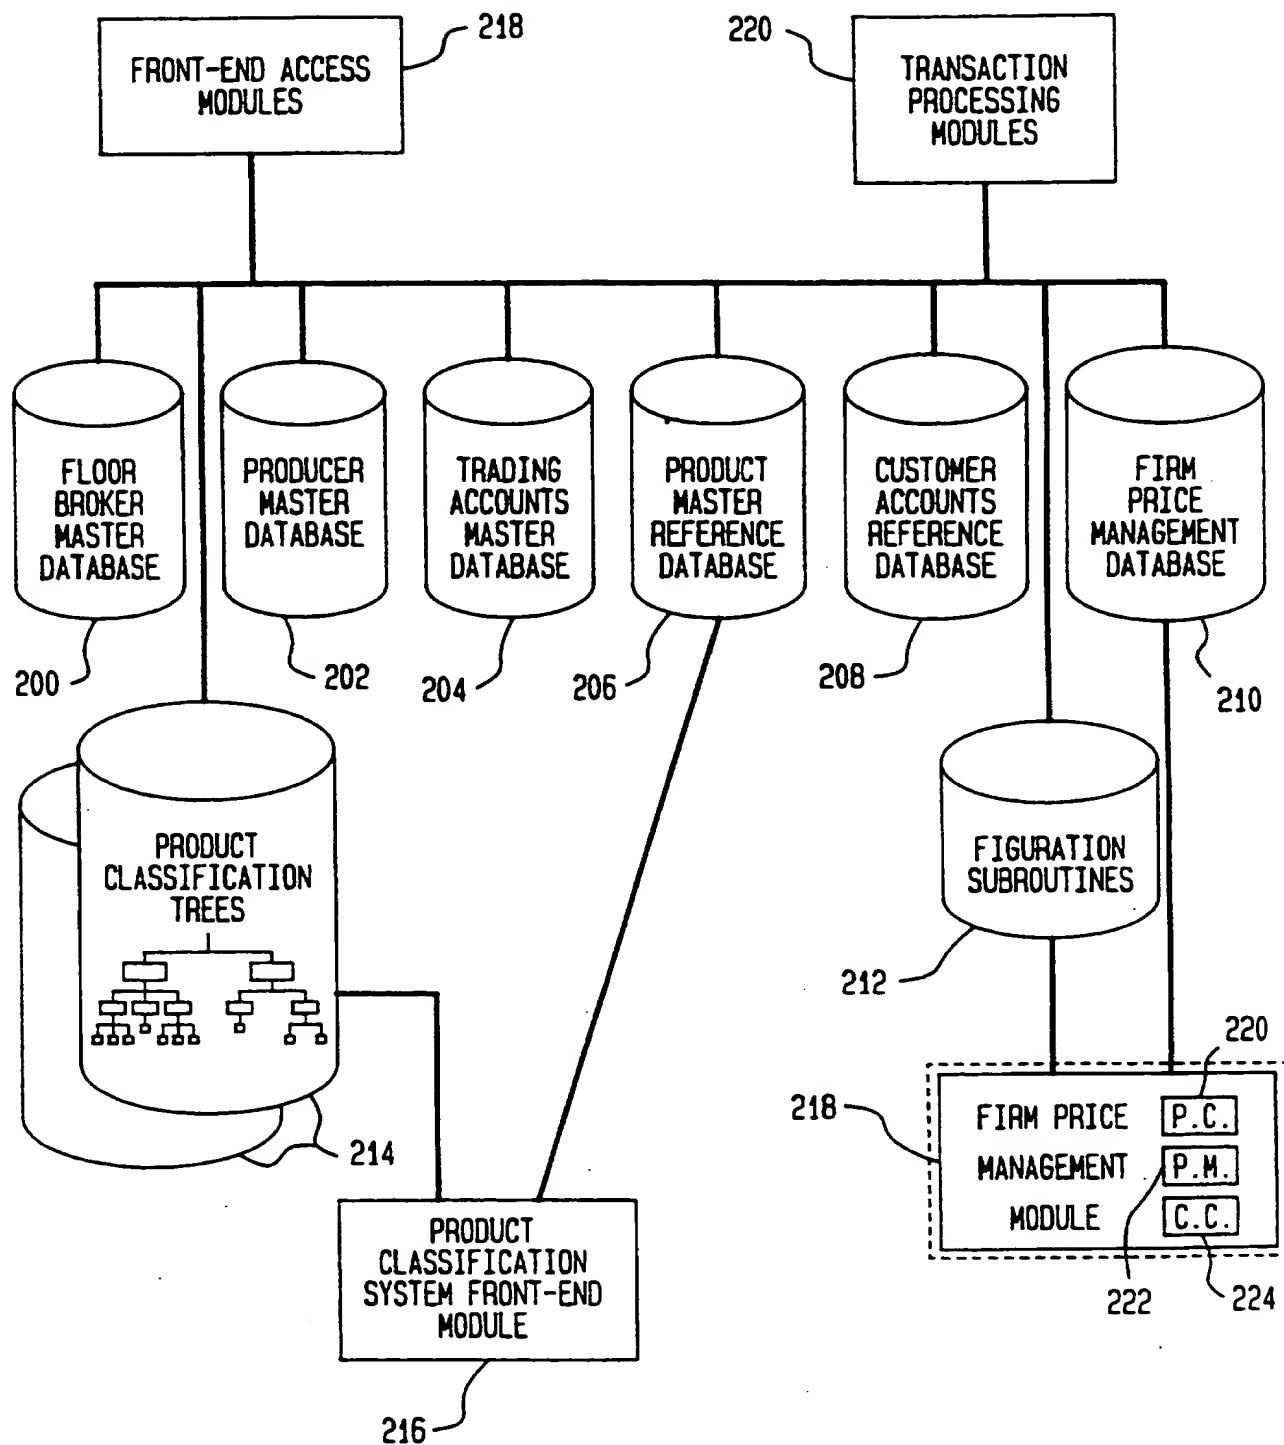 218
220
FRONT-END ACCESS
MODULES
TRANSACTION
PROCESSING
MODULES
FLOOR
BROKER
MASTER
DATABASE
PRODUCER
MASTER
DATABASE
TRADING
ACCOUNTS
MASTER
DATABASE
PRODUCT
MASTER
REFERENCE
DATABASE
CUSTOMER
ACCOUNTS
REFERENCE
DATABASE
FIRM
PRICE
MANAGEMENT
DATABASE
200
202
204
206
208
210
PRODUCT
CLASSIFICATION
TREES
FIGURATION
SUBROUTINES
212
214
220
218
FIRM PRICE P.C.
MANAGEMENT P.M.
MODULE C.C.
222
224
PRODUCT
CLASSIFICATION
SYSTEM FRONT-END
MODULE
216